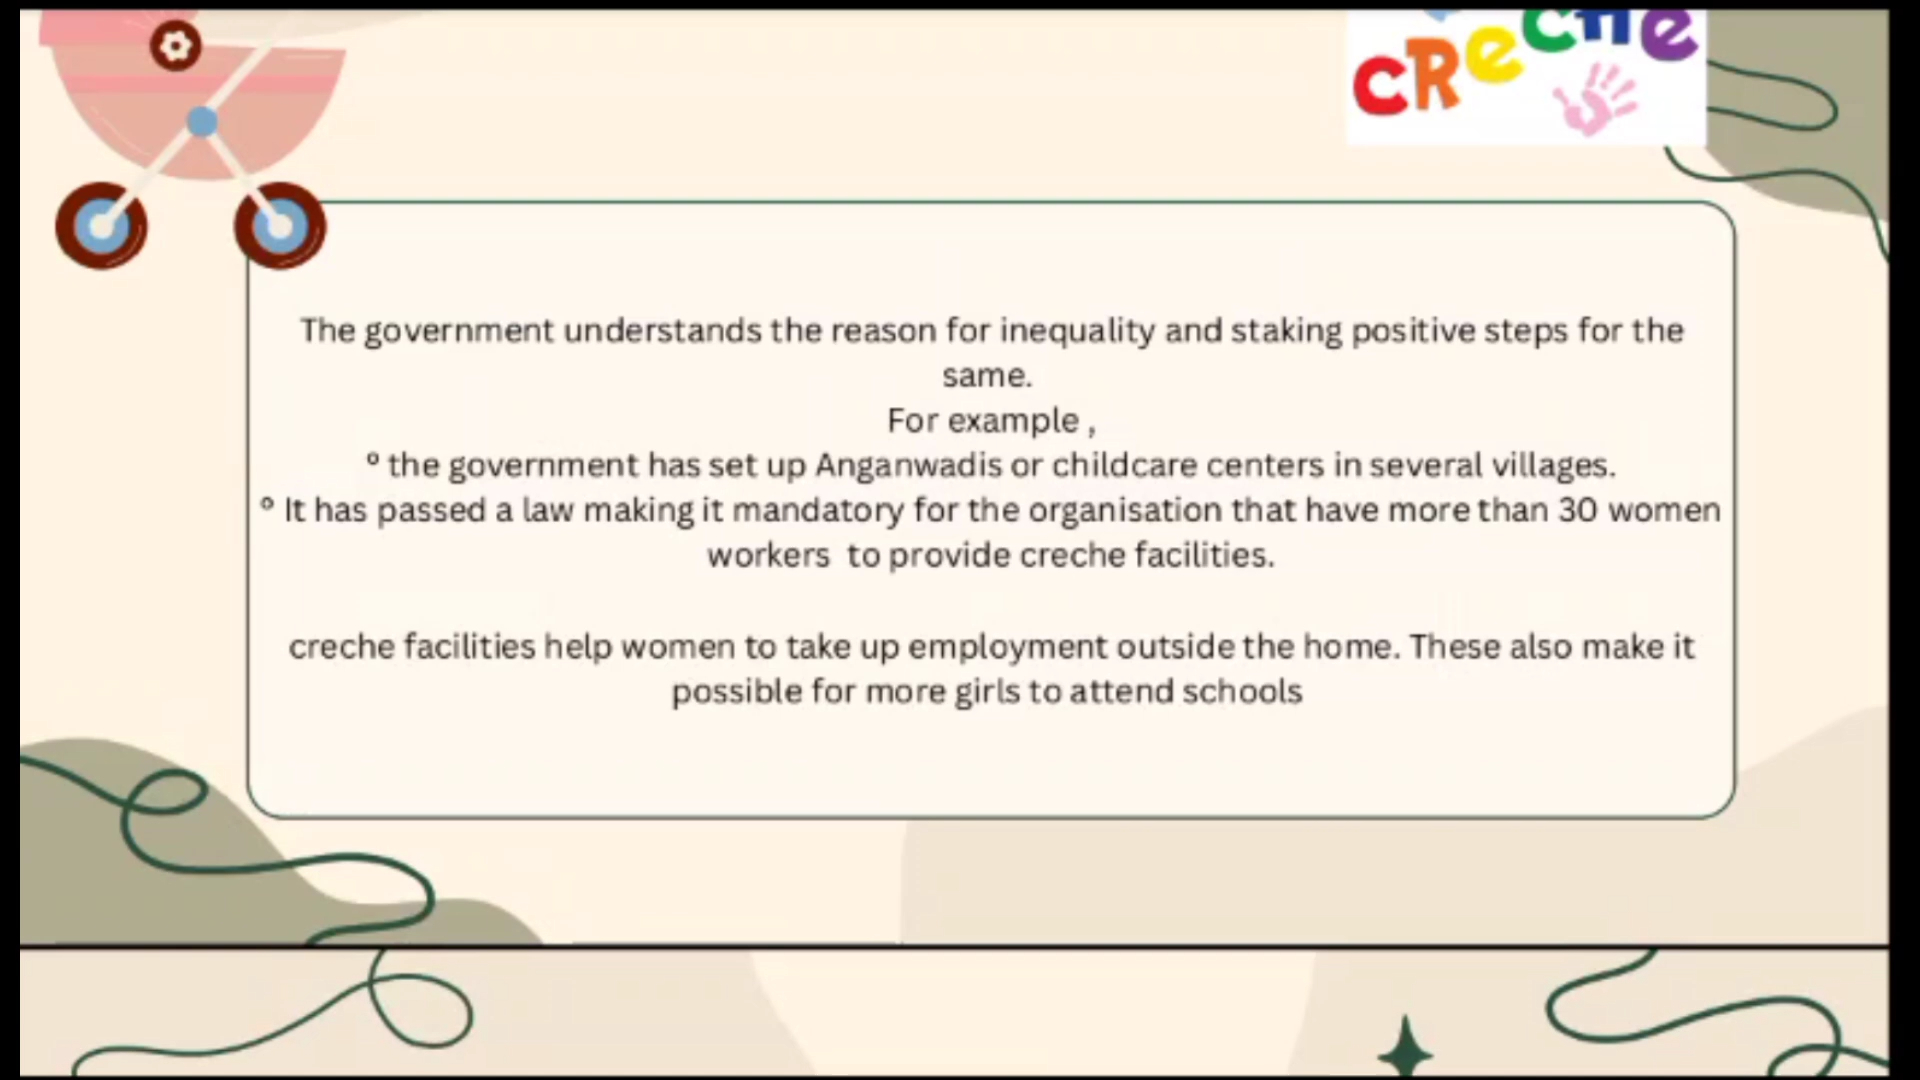 CReCHe
The government understands the reason for inequality and staking positive steps for the
same.
For example ,
° the government has set up Anganwadis or childcare centers in several villages.
° It has passed a law making it mandatory for the organisation that have more than 30 women
workers  to provide creche facilities.
creche facilities help women to take up employment outside the home. These also make it
possible for more girls to attend schools